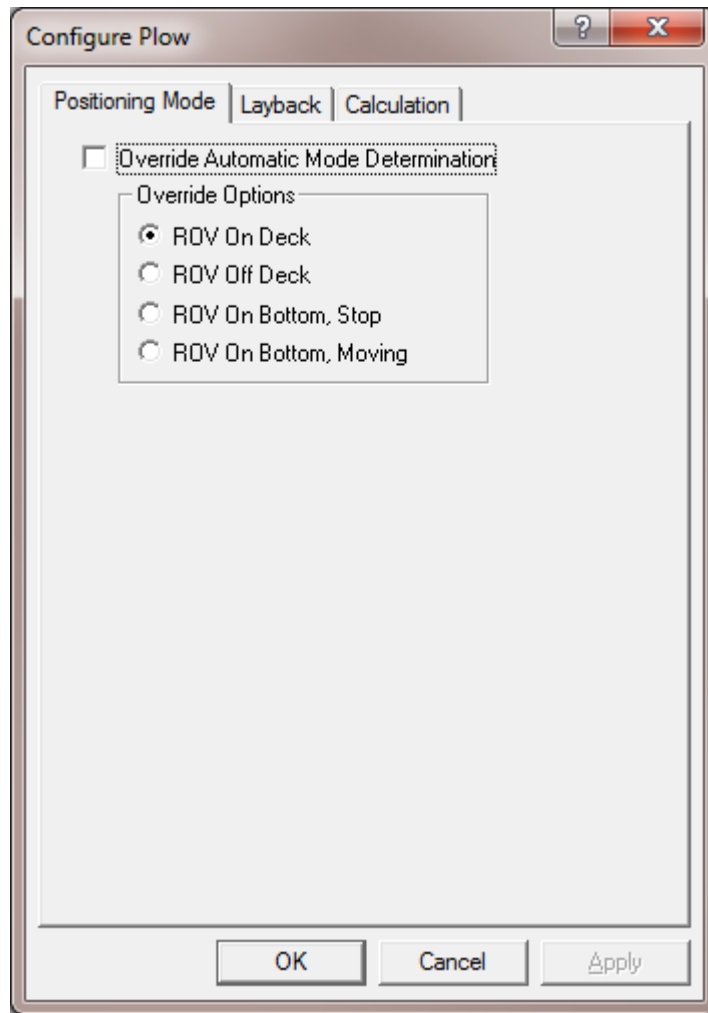 Configure Plow
?
X
Positioning Mode Layback Calculation
Override Automatic Mode Determination
Override Options
ROV On Deck
ROV Off Deck
ROV On Bottom, Stop
ROV On Bottom, Moving
OK Cancel Apply